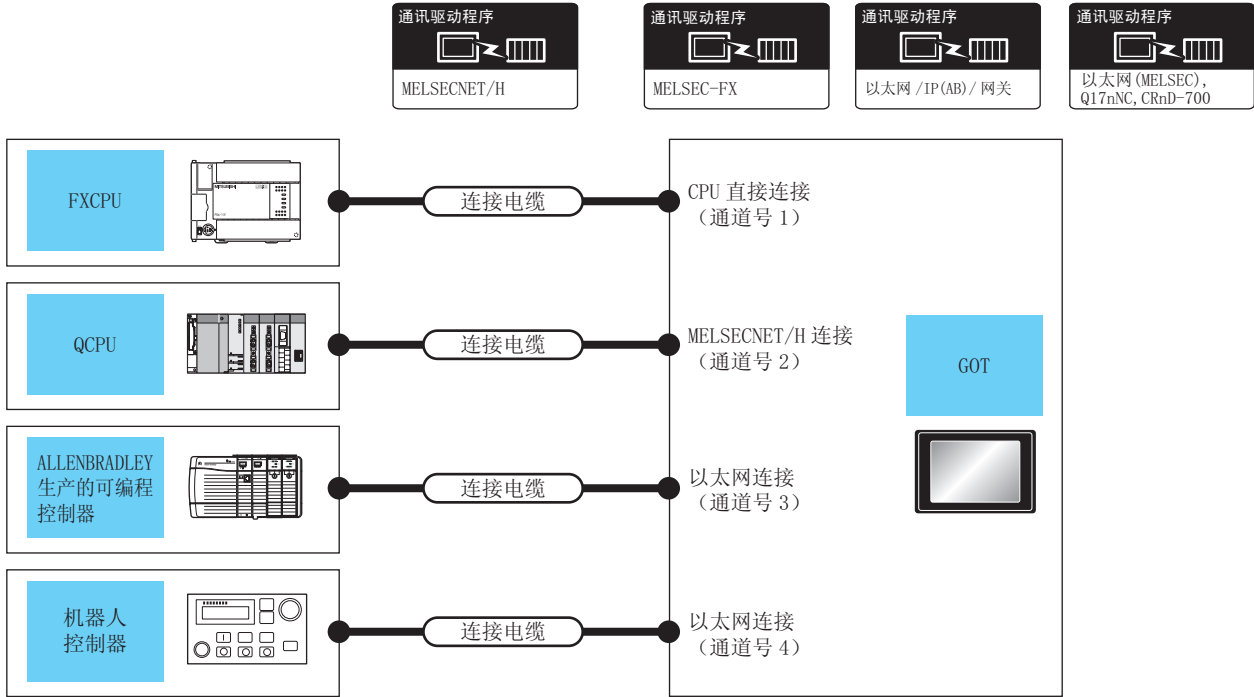 通讯驱动程序
MELSECNET/H
通讯驱动程序
MELSEC-FX
通讯驱动程序
以太网 /IP(AB)/ 网关
通讯驱动程序
以太网(MELSEC),
Q17nNC,CRnD-700
FXCPU
连接电缆
CPU 直接连接
（通道号 1）
QCPU
连接电缆
MELSECNET/H 连接
（通道号 2）
GOT
ALLENBRADLEY
生产的可编程
控制器
连接电缆
以太网连接
（通道号 3）
机器人
控制器
连接电缆
以太网连接
（通道号 4）